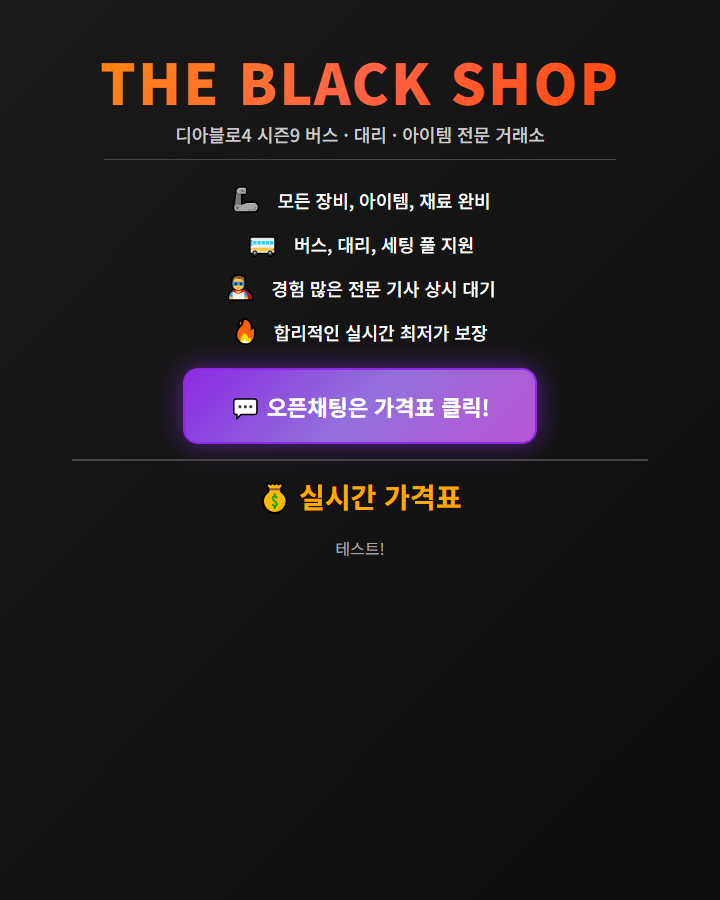 THE BLACK SHOP
디아블로4 시즌9 버스 · 대리 · 아이템 전문 거래소
모든 장비, 아이템, 재료 완비
버스, 대리, 세팅 풀 지원
경험 많은 전문 기사 상시 대기
합리적인 실시간 최저가 보장
오픈채팅은 가격표 클릭!
실시간 가격표
테스트!